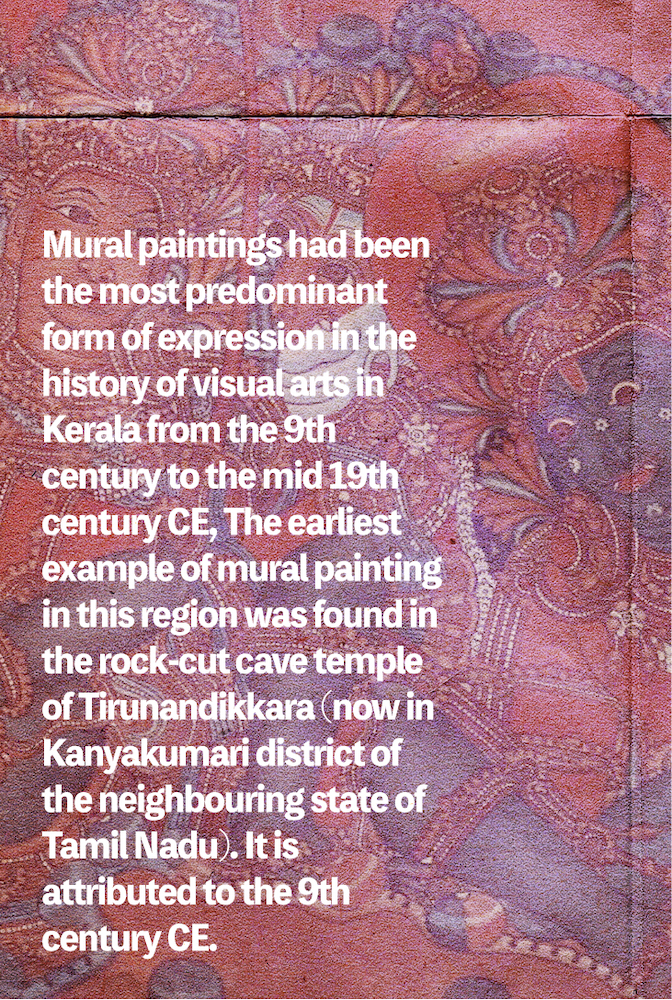 Mural paintings had been
the most predominant
form of expression in the
history of visual arts in
Kerala from the 9th
century to the mid 19th
century CE, The earliest
example of mural painting
in this region was found in
the rock-cut cave temple
of Tirunandikkara (now in
Kanyakumari district of
the neighbouring state of
Tamil Nadu). It is
attributed to the 9th
century CE.